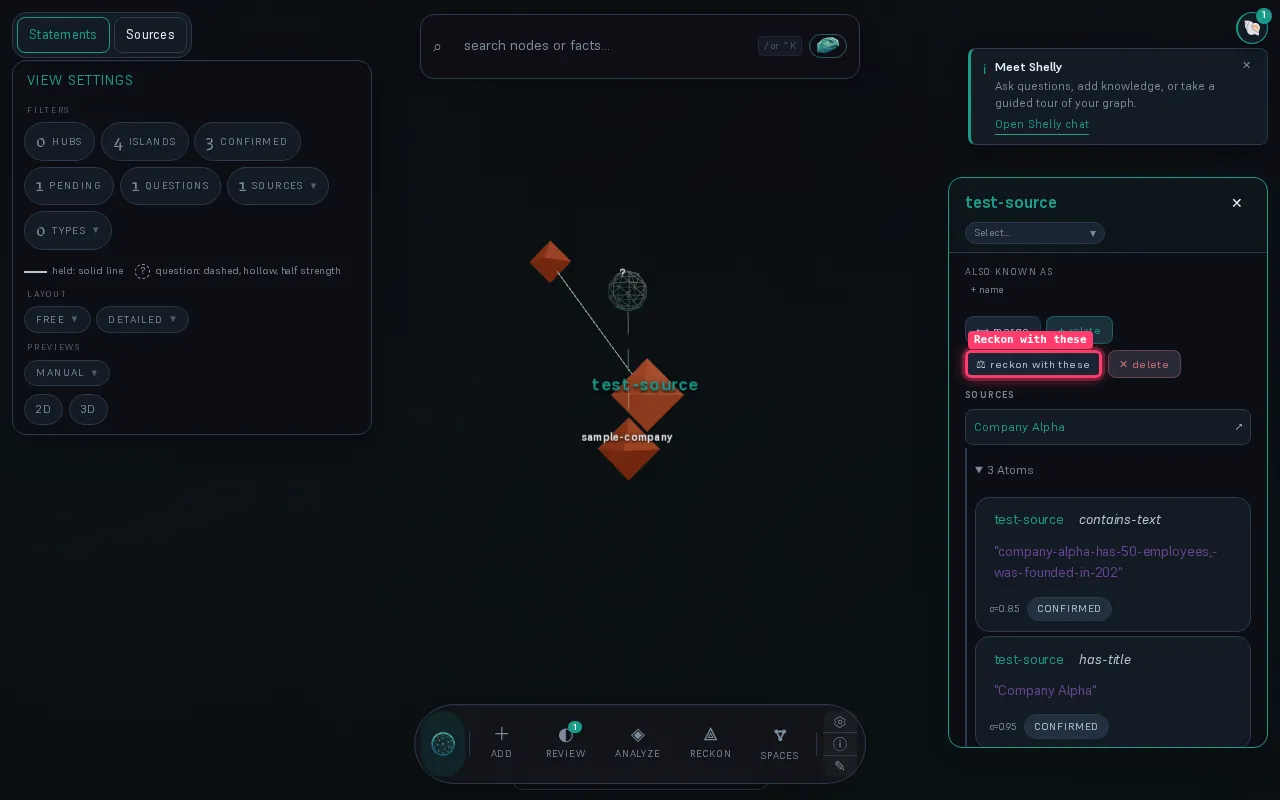 Statements
Sources
VIEW SETTINGS
FILTERS
0 HUBS
4 ISLANDS
3 CONFIRMED
1 PENDING
1 QUESTIONS
1 SOURCES ▼
0 TYPES ▼
held: solid line
? question: dashed, hollow, half strength
LAYOUT
FREE ▼
DETAILED ▼
PREVIEWS
MANUAL ▼
2D
3D
search nodes or facts...
/ or ⌃K
?
test-source
sample-company
1
i Meet Shelly ✕
Ask questions, add knowledge, or take a
guided tour of your graph.
Open Shelly chat
test-source ✕
Select... ▼
ALSO KNOWN AS
+ name
merge
+ relate
Reckon with these
⚖ reckon with these
✕ delete
SOURCES
Company Alpha ↗
▼ 3 Atoms
test-source contains-text
"company-alpha-has-50-employees,-
was-founded-in-202"
σ=0.85 CONFIRMED
test-source has-title
"Company Alpha"
σ=0.95 CONFIRMED
ADD
1
REVIEW
ANALYZE
RECKON
SPACES